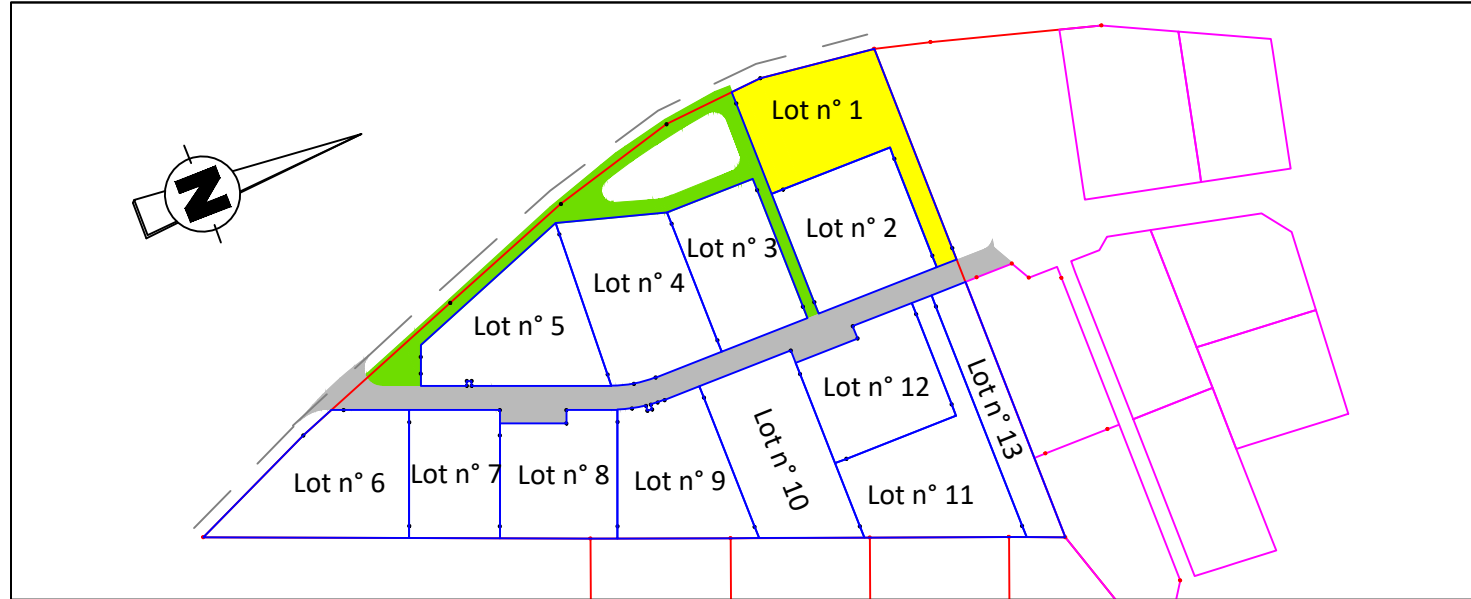 Lot n° 1
Lot n° 2
Lot n° 3
Lot n° 4
Lot n° 5
Lot n° 6
Lot n° 7
Lot n° 8
Lot n° 9
Lot n° 10
Lot n° 11
Lot n° 12
Lot n° 13
N